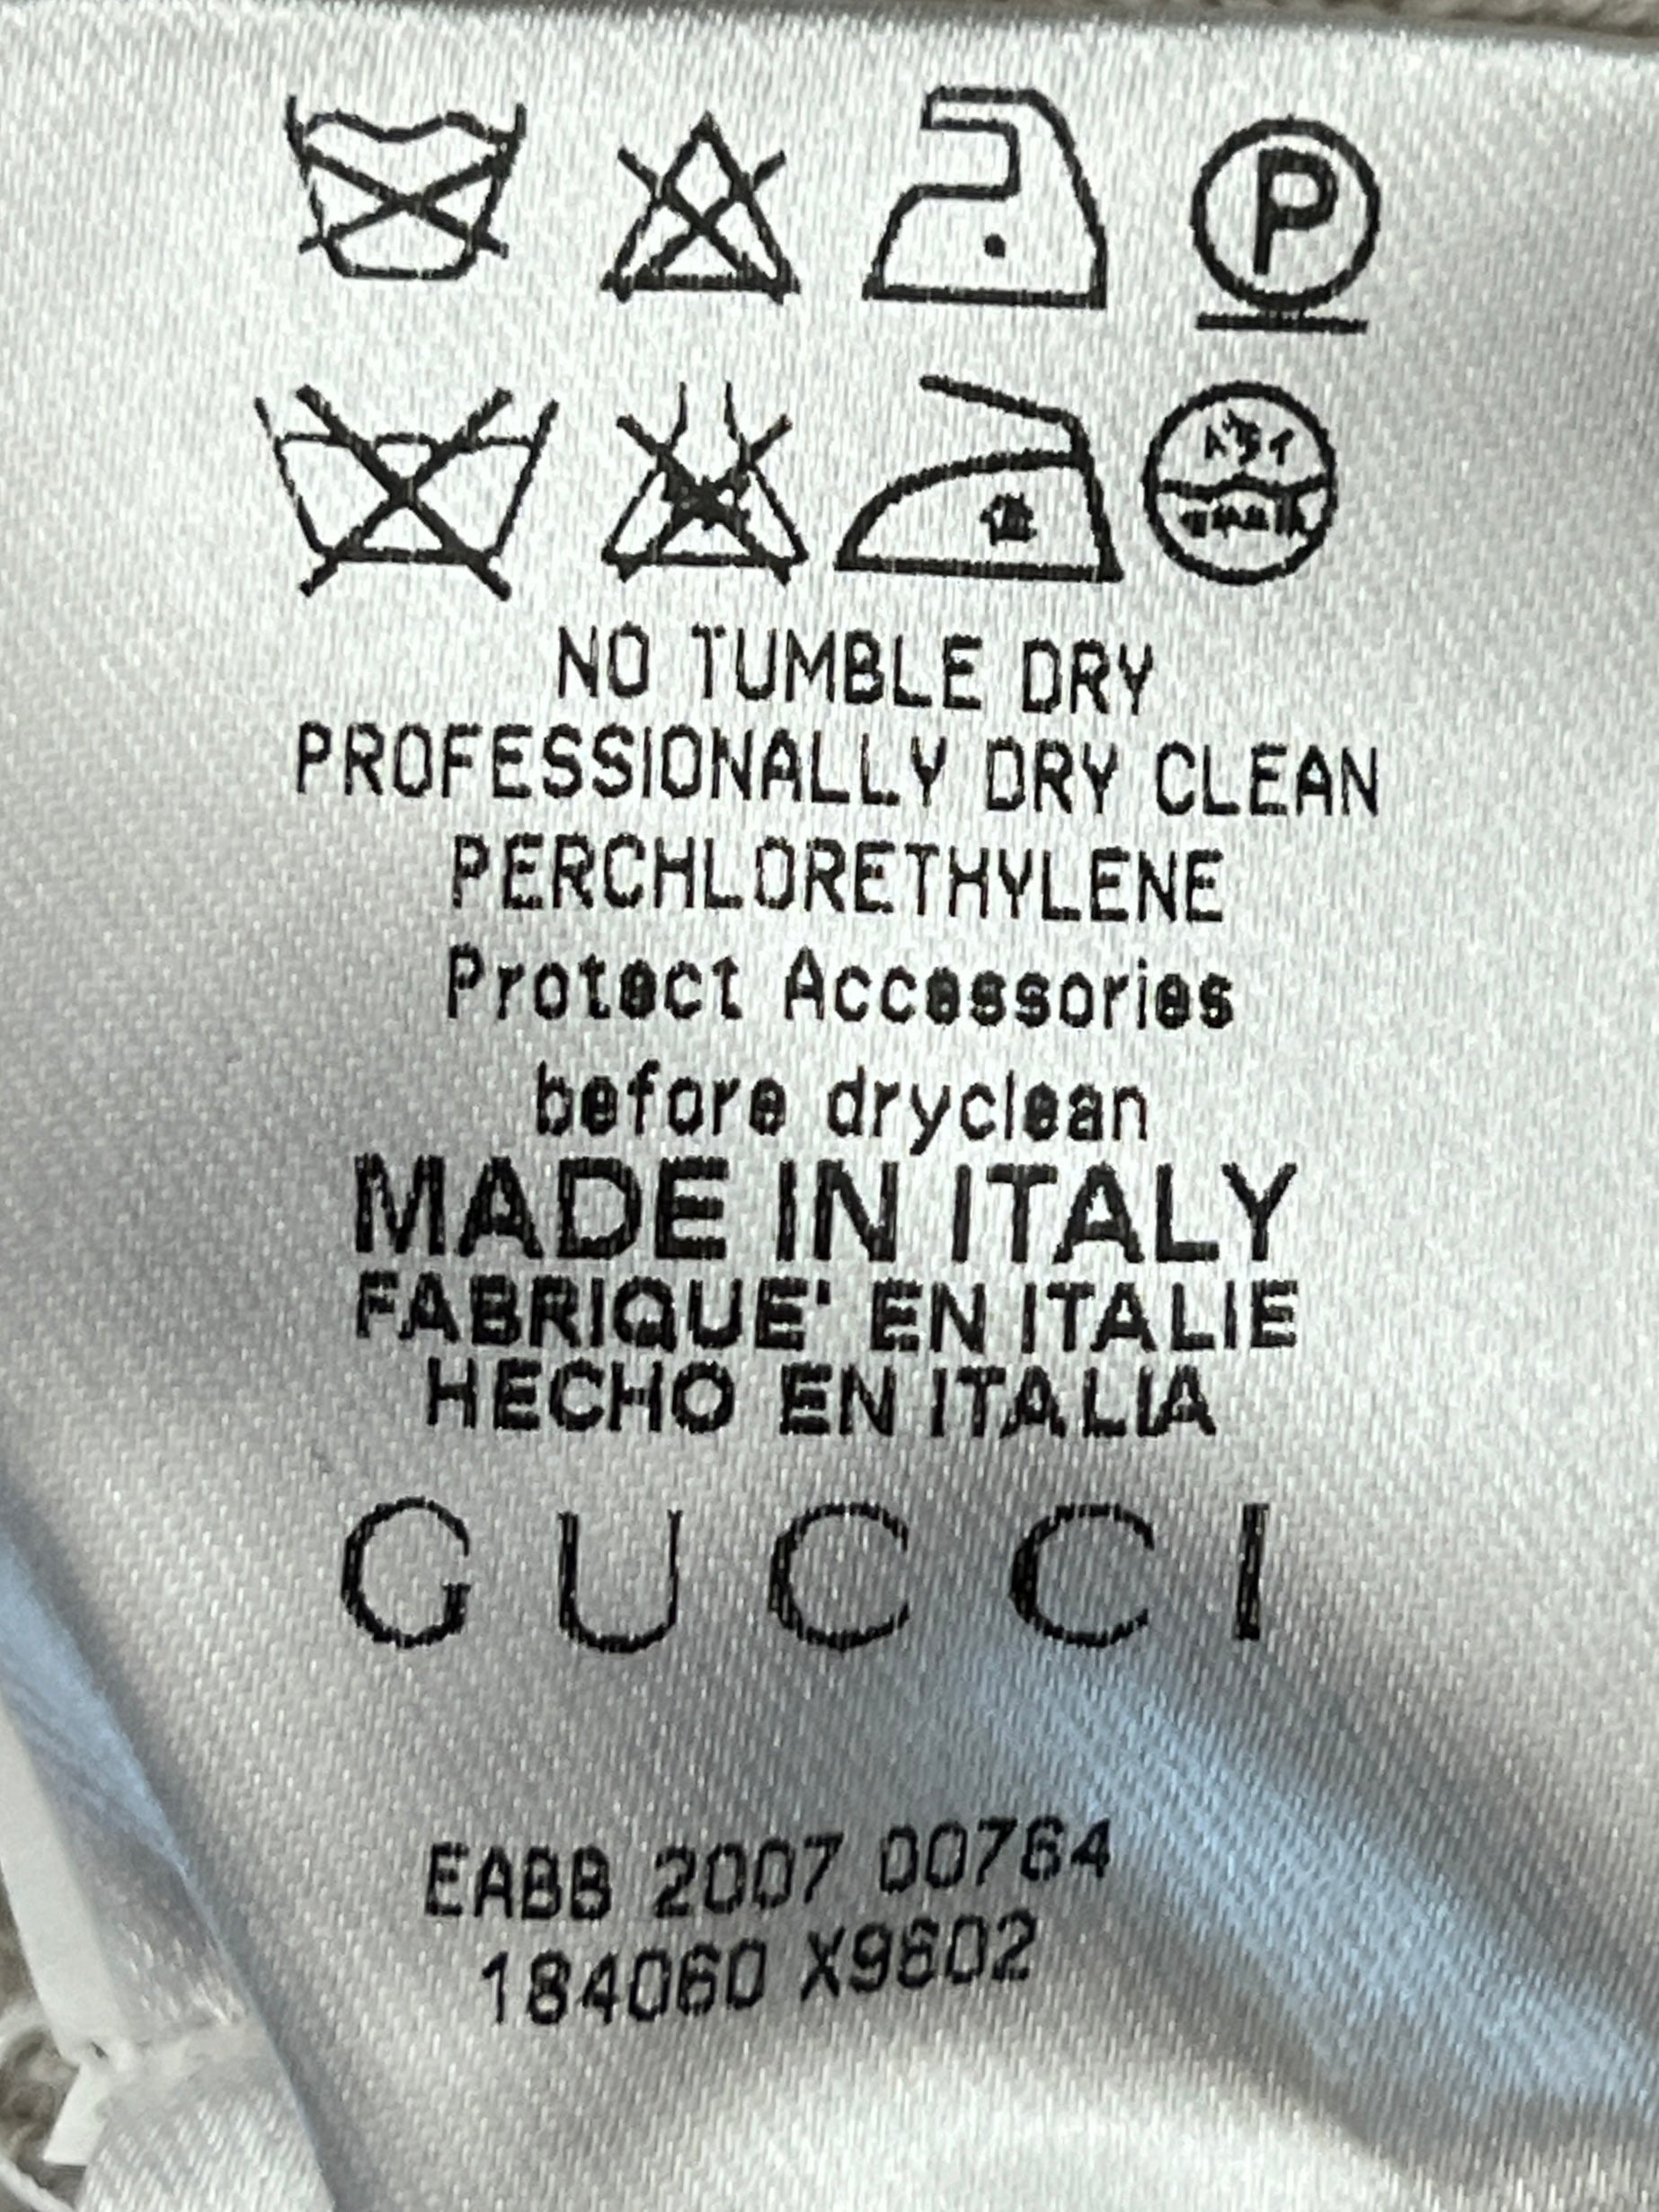 P
NO TUMBLE DRY
PROFESSIONALLY DRY CLEAN
PERCHLORETHYLENE
Protect Accessories
before dryclean
MADE IN ITALY
FABRIQUE' EN ITALIE
HECHO EN ITALIA
GUCCI
EABB 2007 00764
184060 X9602